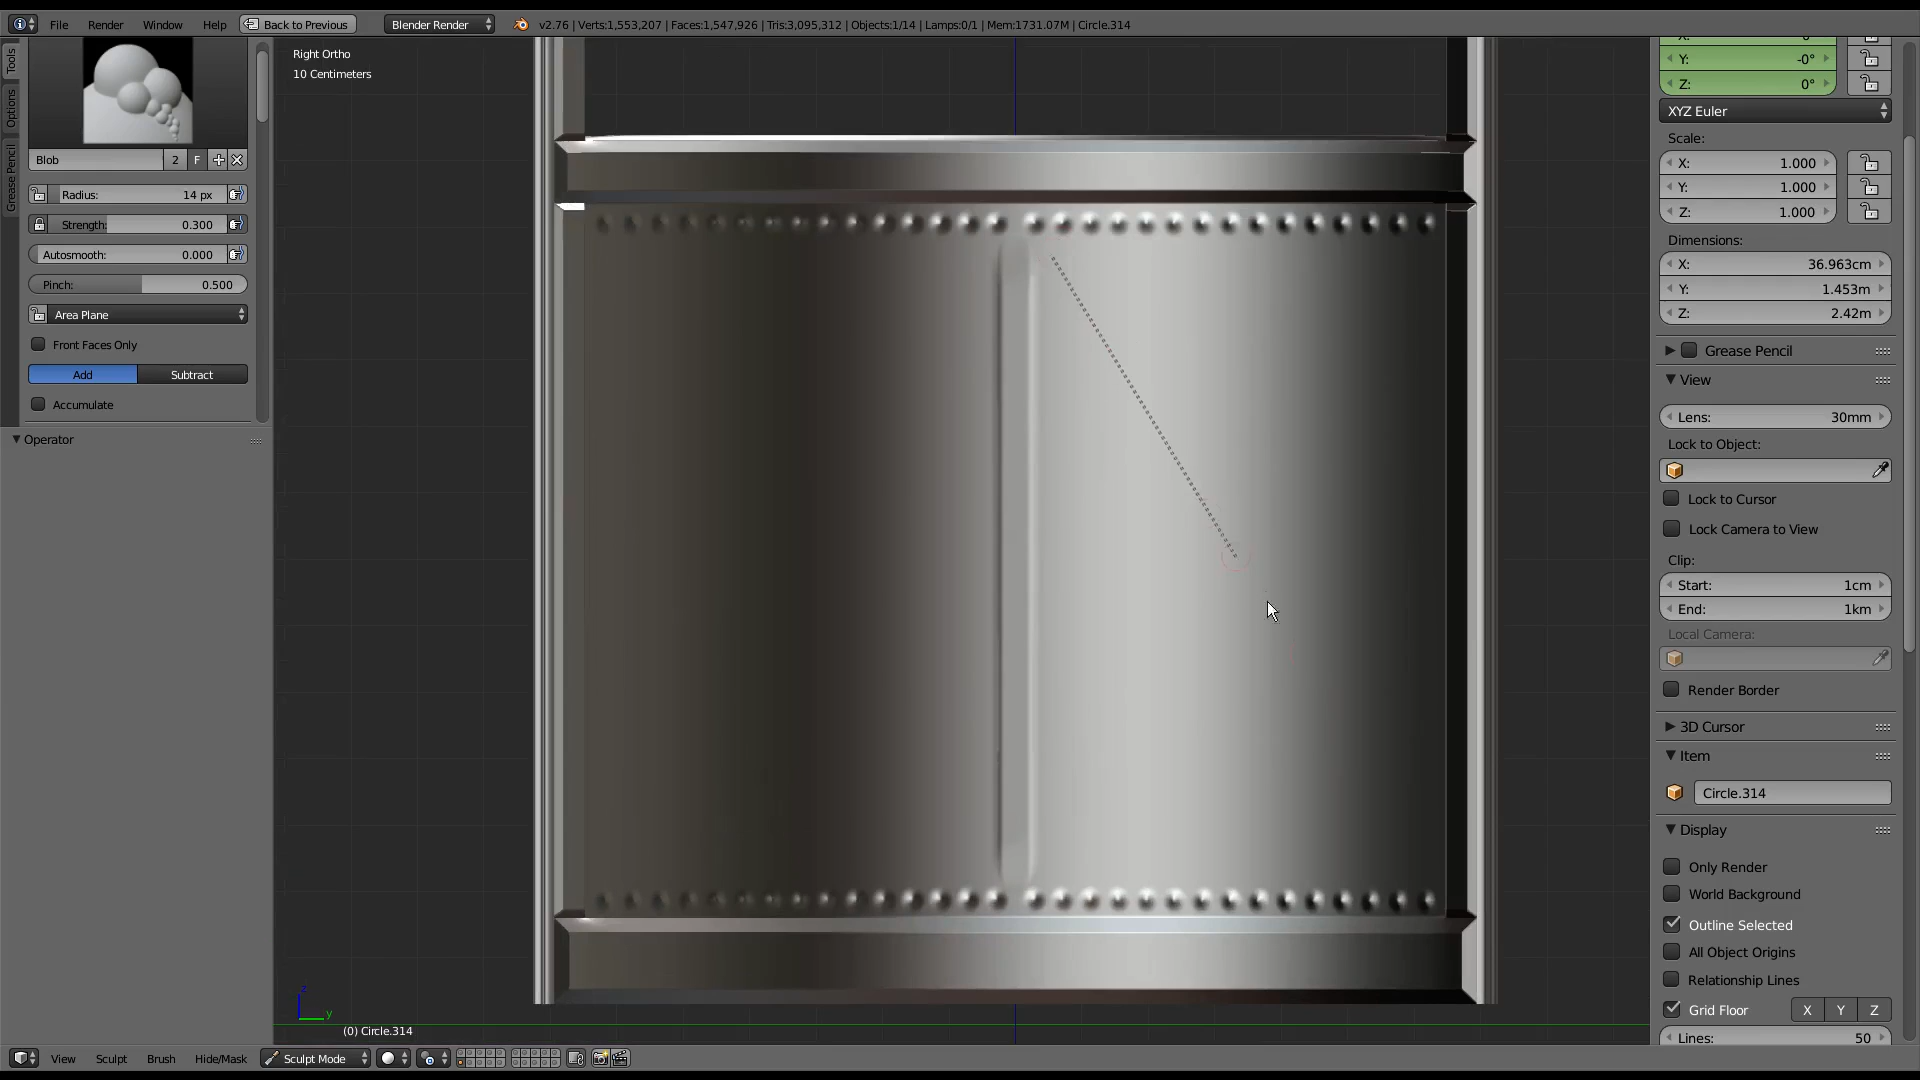 File Render Window Help Back to Previous Blender Render v2.76 | Verts:1,553,207 | Faces:1,547,926 | Tris:3,095,312 | Objects:1/14 | Lamps:0/1 | Mem:1731.07M | Circle.314
Tools
Options
Grease Pencil
Blob 2 F
Radius: 14 px
Strength: 0.300
Autosmooth: 0.000
Pinch: 0.500
Area Plane
Front Faces Only
Add Subtract
Accumulate
Operator
Right Ortho
10 Centimeters
z
y
(0) Circle.314
Y: -0°
Z: 0°
XYZ Euler
Scale:
X: 1.000
Y: 1.000
Z: 1.000
Dimensions:
X: 36.963cm
Y: 1.453m
Z: 2.42m
Grease Pencil
View
Lens: 30mm
Lock to Object:
Lock to Cursor
Lock Camera to View
Clip:
Start: 1cm
End: 1km
Local Camera:
Render Border
3D Cursor
Item
Circle.314
Display
Only Render
World Background
Outline Selected
All Object Origins
Relationship Lines
Grid Floor X Y Z
Lines: 50
View Sculpt Brush Hide/Mask Sculpt Mode